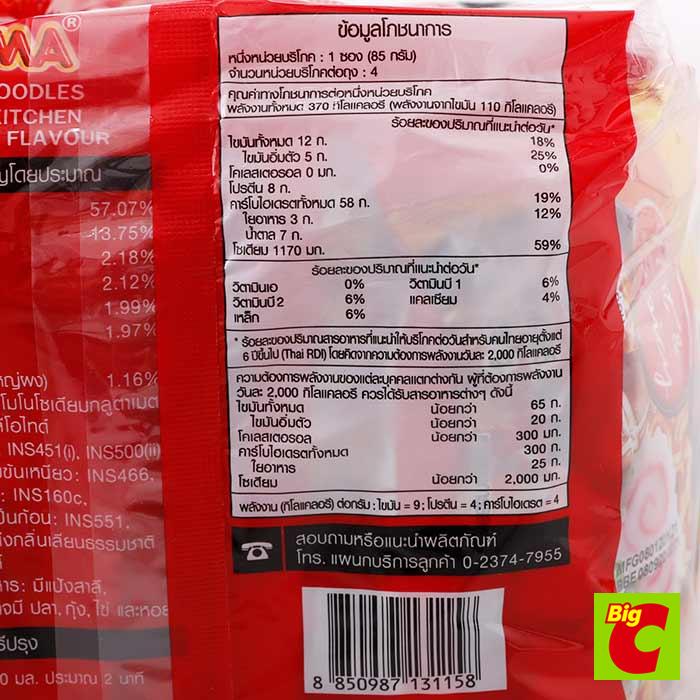 MA®
OODLES
KITCHEN
FLAVOUR
ญโดยประมาณ
57.07%
13.75%
2.18%
2.12%
1.99%
1.97%
1.16%
โมโนโซเดียมกลูตาเมต
INS451(i), INS500(ii)
INS466,
: INS160c,
INS551,
ต่งกลิ่นเลียนธรรมชาติ
าร: มีแป้งสาลี,
าจมี ปลา, กุ้ง, ไข่ และหอย
รีปรุง
0 มล. ประมาณ 2 นาที
ข้อมูลโภชนาการ
หนึ่งหน่วยบริโภค : 1 ซอง (85 กรัม)
จำนวนหน่วยบริโภคต่อถุง : 4
คุณค่าทางโภชนาการต่อหนึ่งหน่วยบริโภค
พลังงานทั้งหมด 370 กิโลแคลอรี (พลังงานจากไขมัน 110 กิโลแคลอรี)
ร้อยละของปริมาณที่แนะนำต่อวัน*
ไขมันทั้งหมด 12 ก. 18%
ไขมันอิ่มตัว 5 ก. 25%
โคเลสเตอรอล 0 มก. 0%
โปรตีน 8 ก.
คาร์โบไฮเดรตทั้งหมด 58 ก. 19%
ใยอาหาร 3 ก. 12%
น้ำตาล 7 ก.
โซเดียม 1170 มก. 59%
ร้อยละของปริมาณที่แนะนำต่อวัน*
วิตามินเอ 0% วิตามินบี 1 6%
วิตามินบี 2 6% แคลเซียม 4%
เหล็ก 6%
* ร้อยละของปริมาณสารอาหารที่แนะนำให้บริโภคต่อวันสำหรับคนไทยอายุตั้งแต่
6 ปีขึ้นไป (Thai RDI) โดยคิดจากความต้องการพลังงานวันละ 2,000 กิโลแคลอรี
ความต้องการพลังงานของแต่ละบุคคลแตกต่างกัน ผู้ที่ต้องการพลังงาน
วันละ 2,000 กิโลแคลอรี ควรได้รับสารอาหารต่างๆ ดังนี้
ไขมันทั้งหมด น้อยกว่า 65 ก.
ไขมันอิ่มตัว น้อยกว่า 20 ก.
โคเลสเตอรอล น้อยกว่า 300 มก.
คาร์โบไฮเดรตทั้งหมด 300 ก.
ใยอาหาร 25 ก.
โซเดียม น้อยกว่า 2,000 มก.
พลังงาน (กิโลแคลอรี) ต่อกรัม : ไขมัน = 9; โปรตีน = 4; คาร์โบไฮเดรต = 4
สอบถามหรือแนะนำผลิตภัณฑ์
โทร. แผนกบริการลูกค้า 0-2374-7955
8 850987 131158
Big C